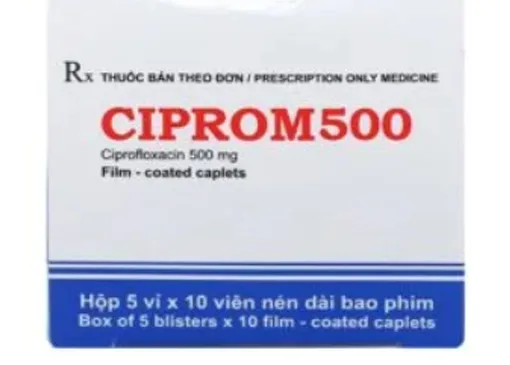 Rx THUỐC BÁN THEO ĐƠN / PRESCRIPTION ONLY MEDICINE
CIPROM500
Ciprofloxacin 500 mg
Film - coated caplets
Hộp 5 vỉ x 10 viên nén dài bao phim
Box of 5 blisters x 10 film - coated caplets